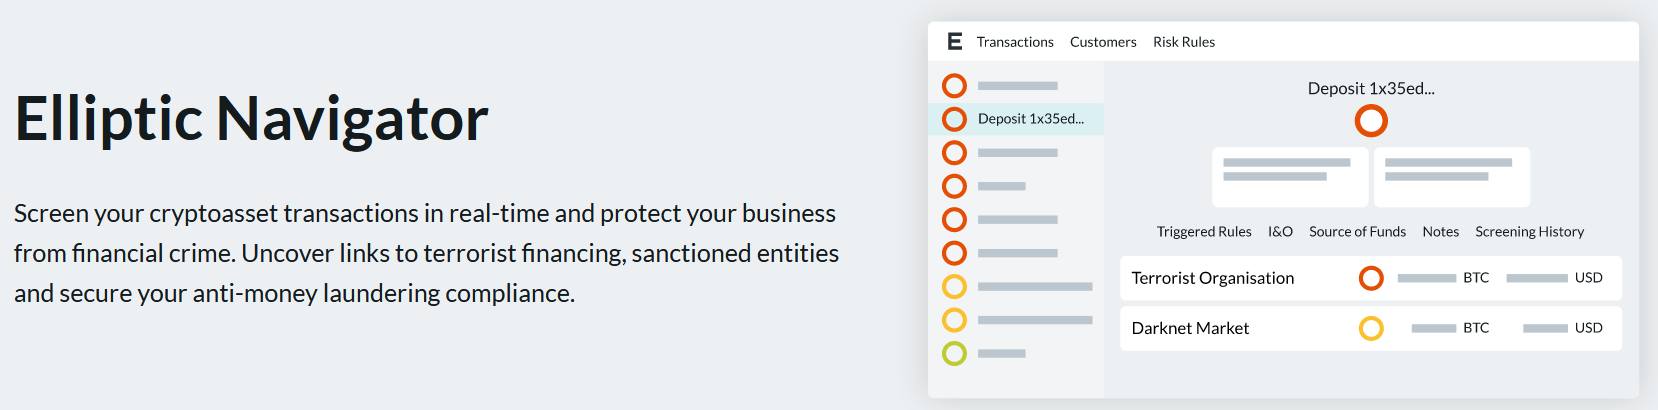 Elliptic Navigator
Screen your cryptoasset transactions in real-time and protect your business
from financial crime. Uncover links to terrorist financing, sanctioned entities
and secure your anti-money laundering compliance.
E Transactions Customers Risk Rules
Deposit 1x35ed...
Deposit 1x35ed...
Triggered Rules I&O Source of Funds Notes Screening History
Terrorist Organisation BTC USD
Darknet Market BTC USD